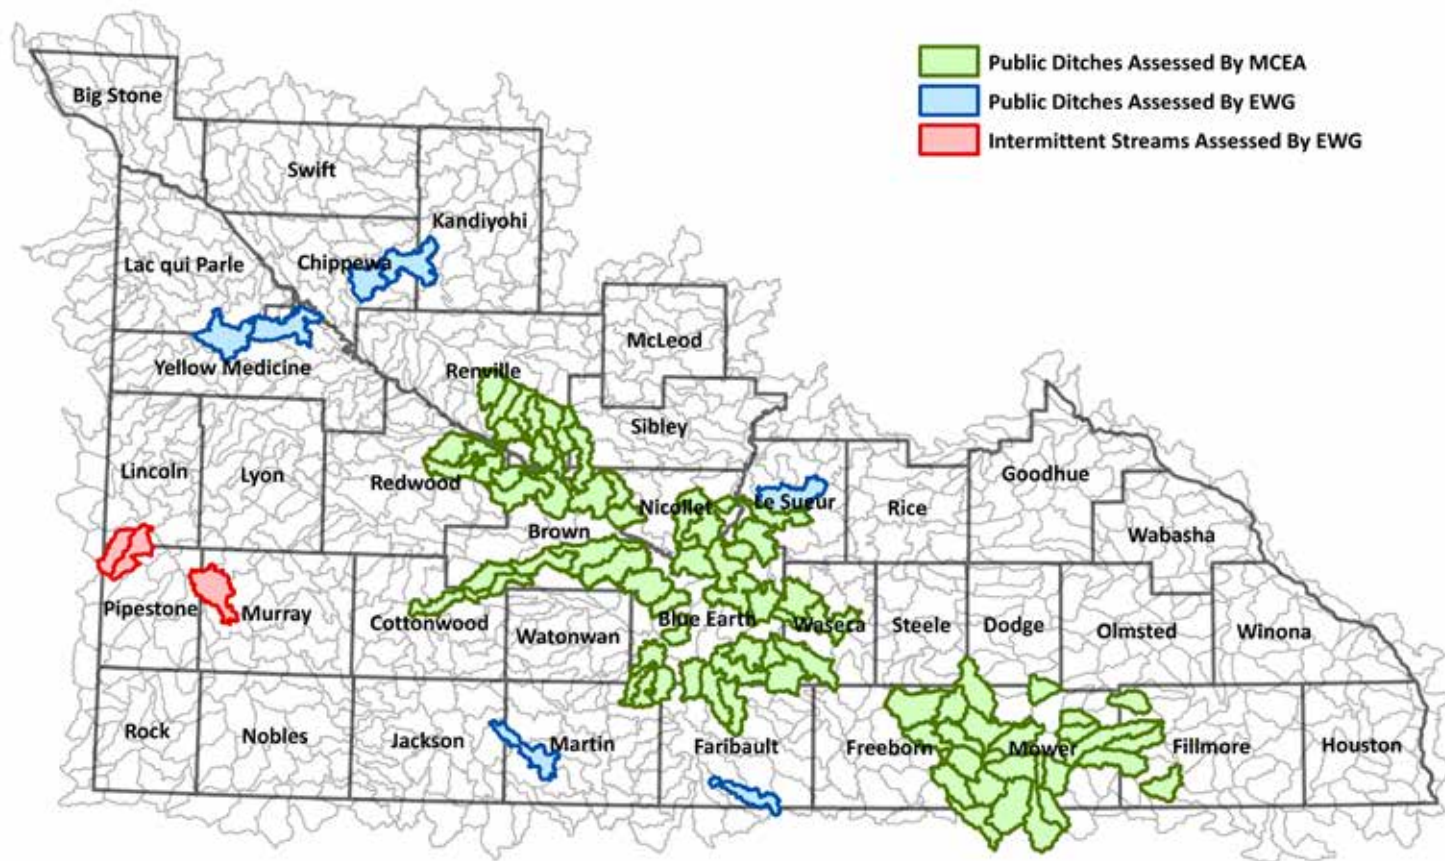 Public Ditches Assessed By MCEA
Public Ditches Assessed By EWG
Intermittent Streams Assessed By EWG
Big Stone
Swift
Kandiyohi
Chippewa
Lac qui Parle
McLeod
Yellow Medicine
Renville
Sibley
Lincoln
Lyon
Redwood
Nicollet
Le Sueur
Rice
Goodhue
Wabasha
Brown
Pipestone
Murray
Cottonwood
Watonwan
Blue Earth
Waseca
Steele
Dodge
Olmsted
Winona
Rock
Nobles
Jackson
Martin
Faribault
Freeborn
Mower
Fillmore
Houston